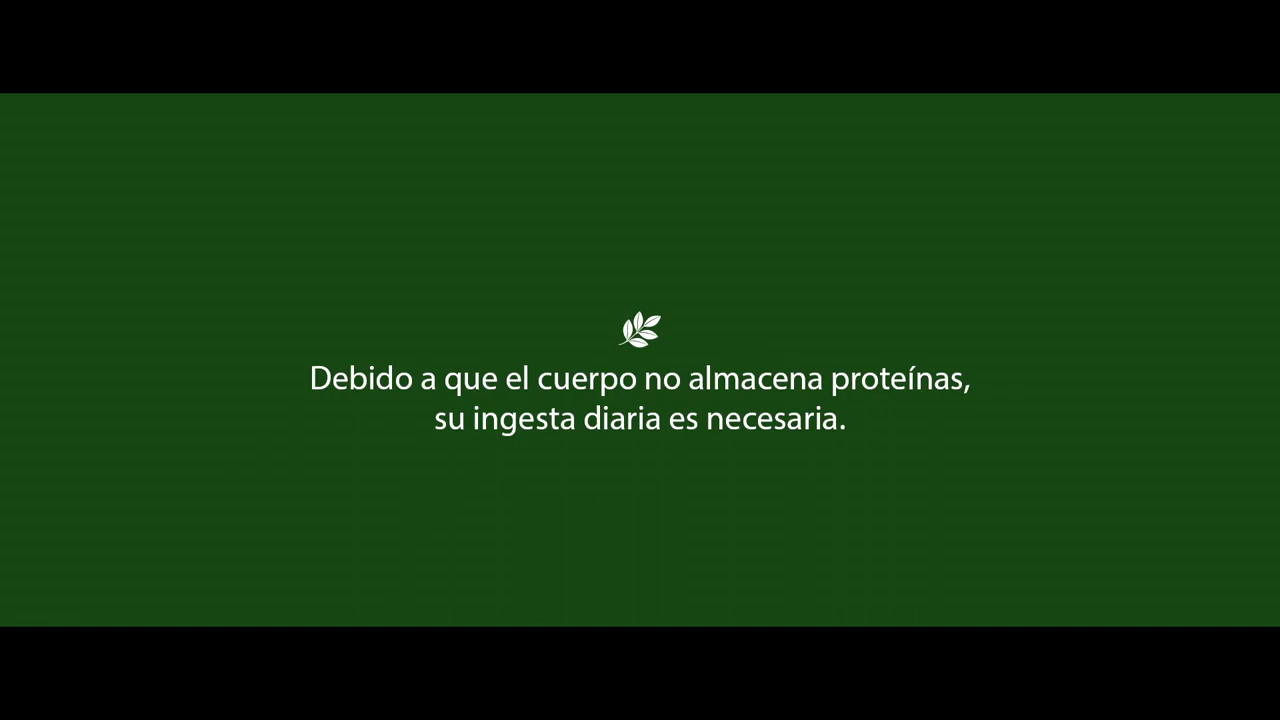 Debido a que el cuerpo no almacena proteínas,
su ingesta diaria es necesaria.